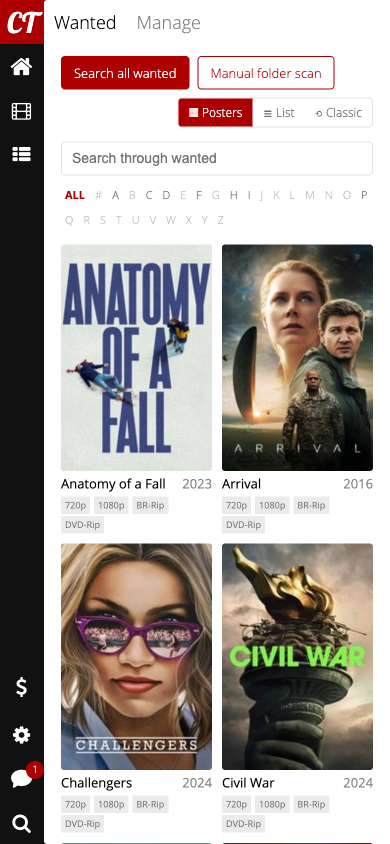 CT
Wanted Manage
Search all wanted Manual folder scan
Posters List Classic
Search through wanted
ALL # A B C D E F G H I J K L M N O P
Q R S T U V W X Y Z
ANATOMY
OF A
FALL
ARRIVAL
Anatomy of a Fall 2023 Arrival 2016
720p 1080p BR-Rip 720p 1080p BR-Rip
DVD-Rip DVD-Rip
CIVIL WAR
CHALLENGERS
Challengers 2024 Civil War 2024
720p 1080p BR-Rip 720p 1080p BR-Rip
DVD-Rip DVD-Rip
$
1